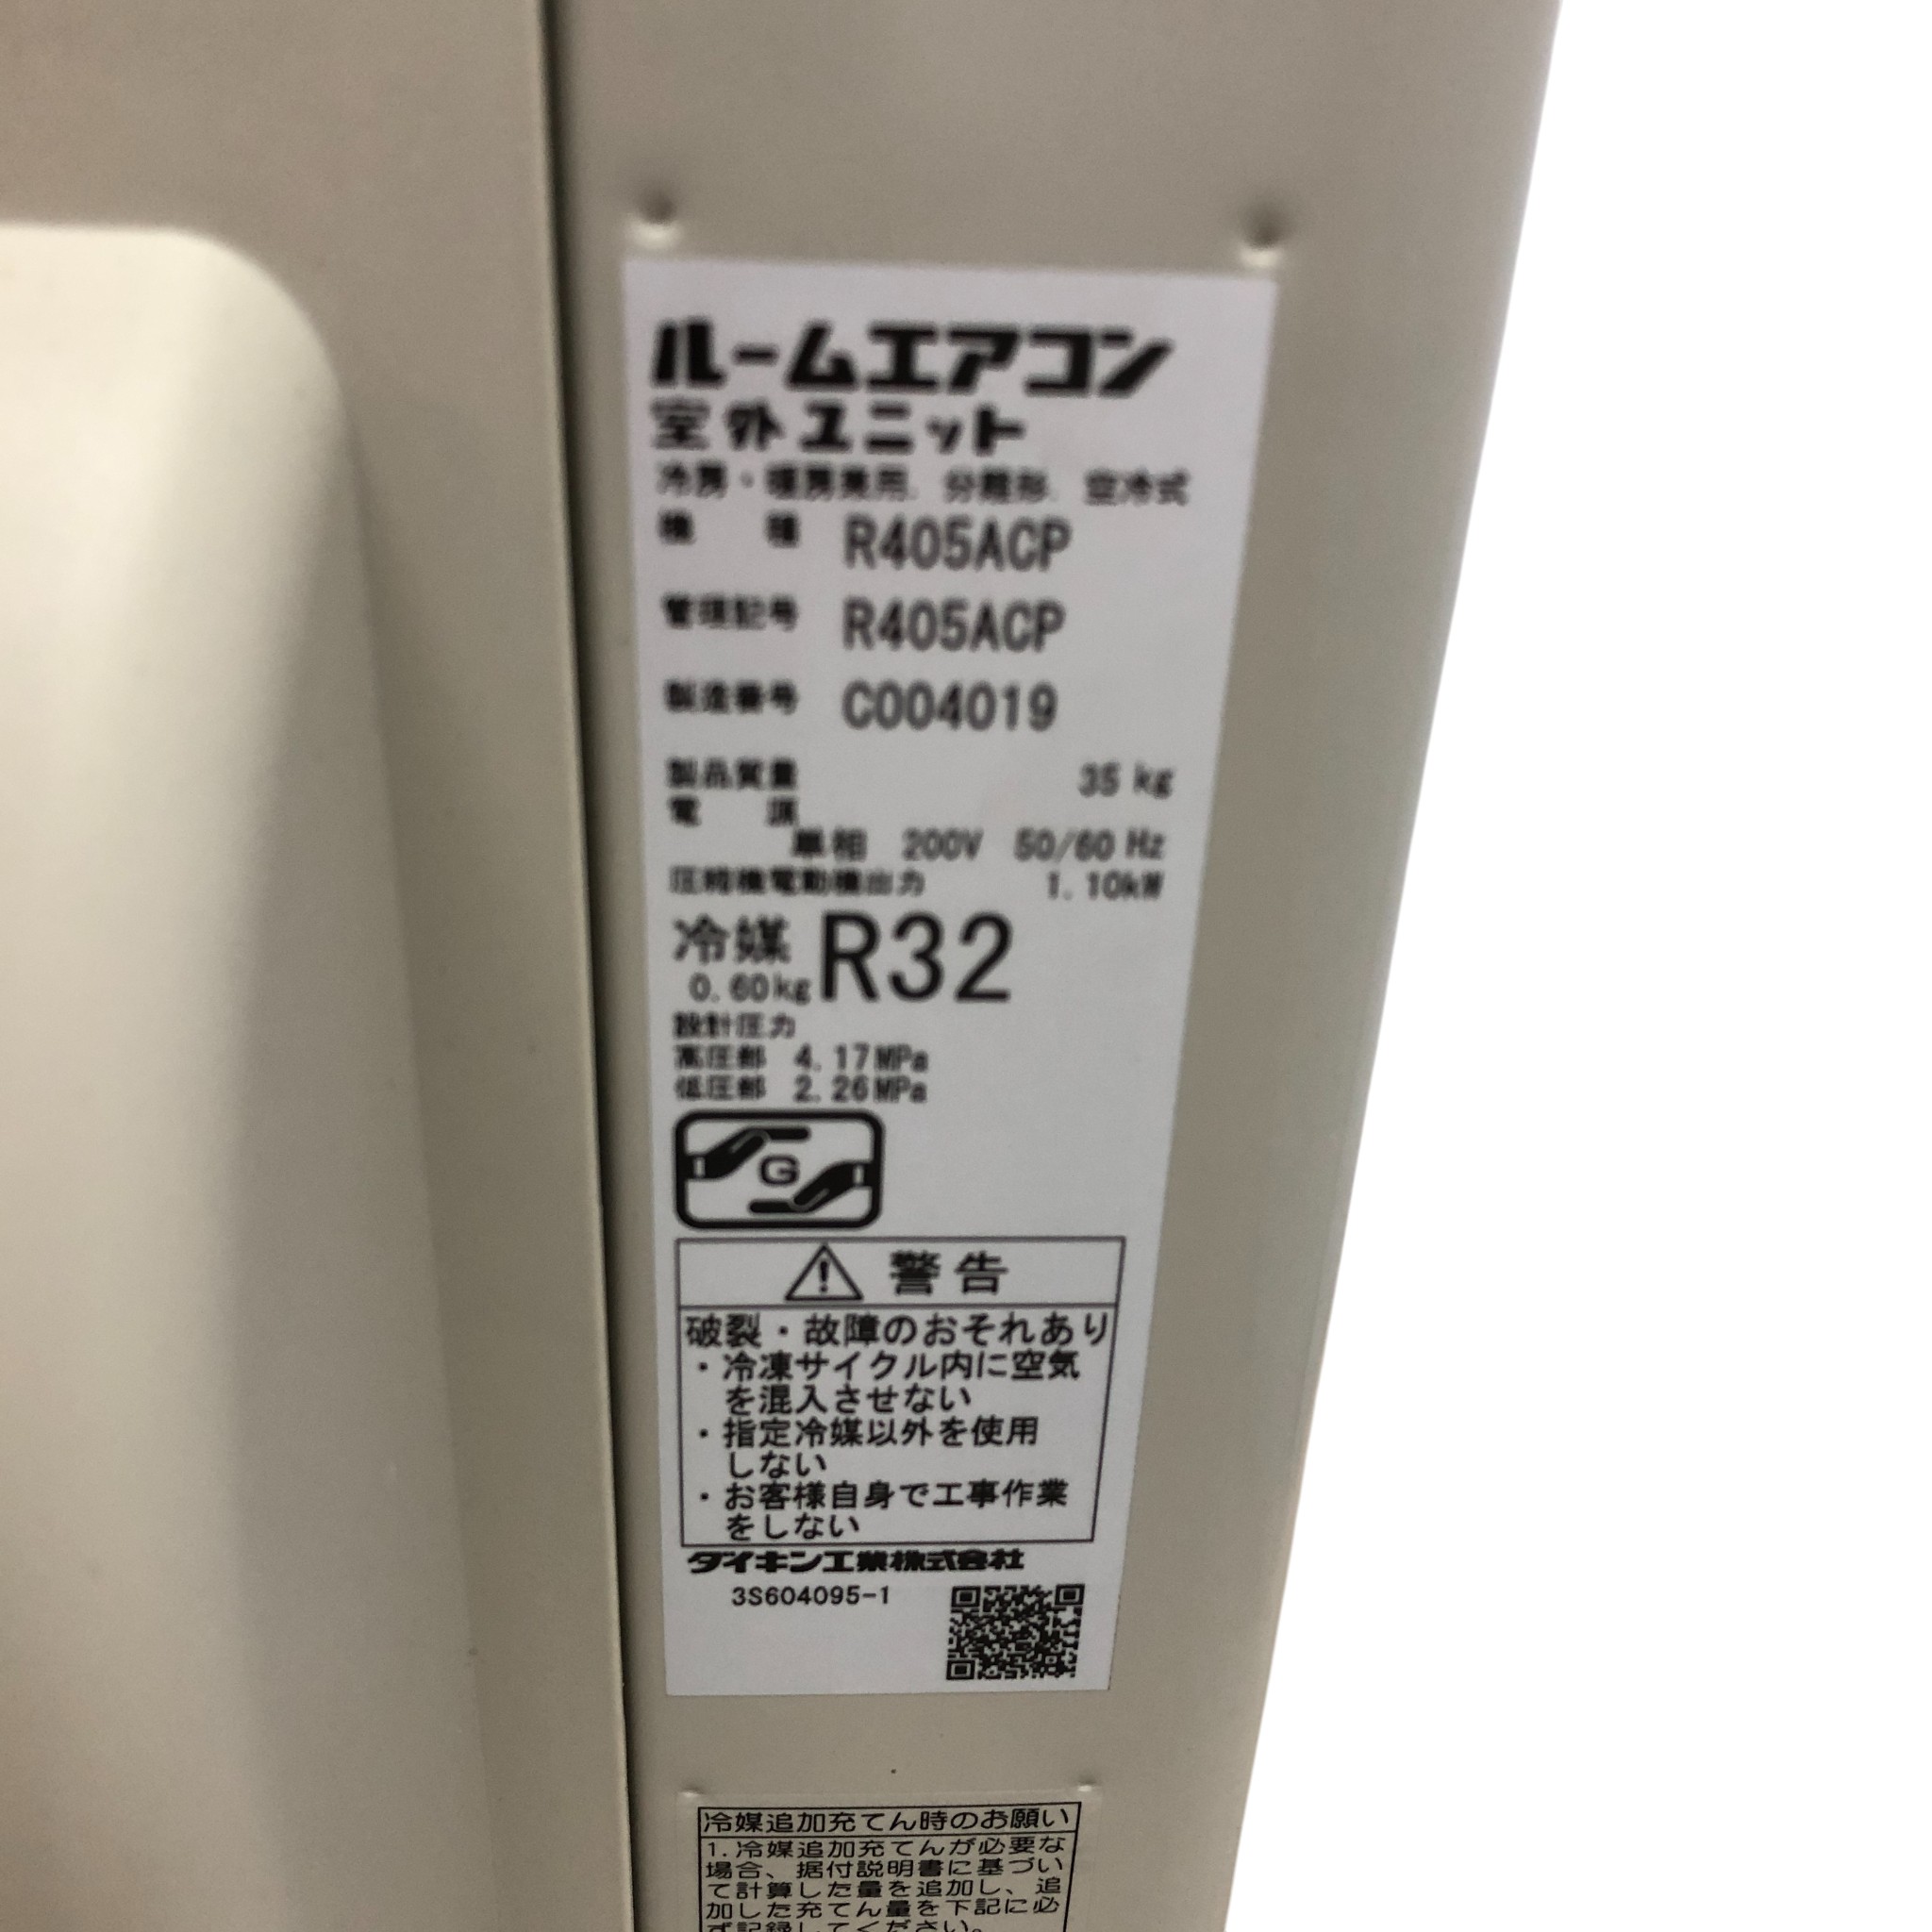 ルームエアコン
室外ユニット
冷房・暖房兼用. 分離形. 空冷式
機 種 R405ACP
管理記号 R405ACP
製造番号 C004019
製品質量 35 kg
電 源
単相 200V 50/60 Hz
圧縮機電動機出力 1.10kW
冷媒 R32
0.60kg
設計圧力
高圧部 4.17MPa
低圧部 2.26MPa
G
警告
破裂・故障のおそれあり
・冷凍サイクル内に空気
を混入させない
・指定冷媒以外を使用
しない
・お客様自身で工事作業
をしない
ダイキン工業株式会社
3S604095-1
冷媒追加充てん時のお願い
1.冷媒追加充てんが必要な
場合、据付説明書に基づい
て計算した量を追加し、追
加した充てん量を下記に必
ず記録してください。